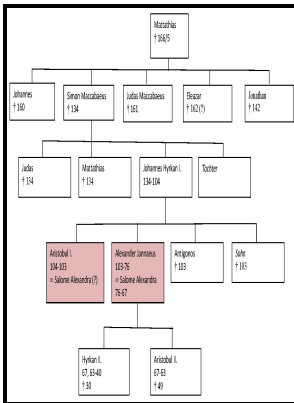 Mattathias
† 166/5
Johannes
† 160
Simon Maccabaeus
† 134
Judas Maccabaeus
† 161
Eleazar
† 162 (?)
Jonathan
† 142
Judas
† 134
Mattathias
† 134
Johannes Hyrkan I.
134-104
Tochter
Aristobul I.
104-103
∞ Salome Alexandra (?)
Alexander Jannaeus
103-76
∞ Salome Alexandra
76-67
Antigonos
† 103
Sohn
† 103
Hyrkan II.
67, 63-40
† 30
Aristobul II.
67-63
† 49